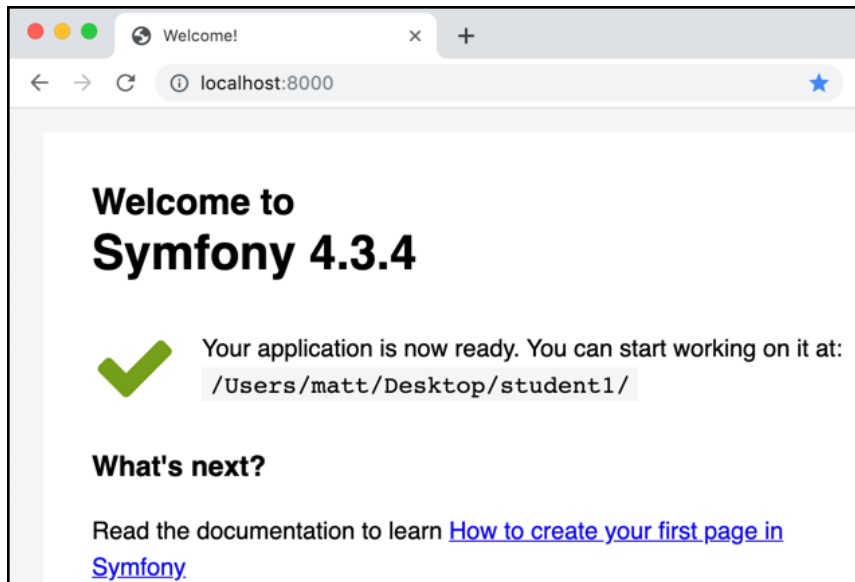 Welcome!
localhost:8000
Welcome to
Symfony 4.3.4
Your application is now ready. You can start working on it at:
/Users/matt/Desktop/student1/
What's next?
Read the documentation to learn How to create your first page in
Symfony